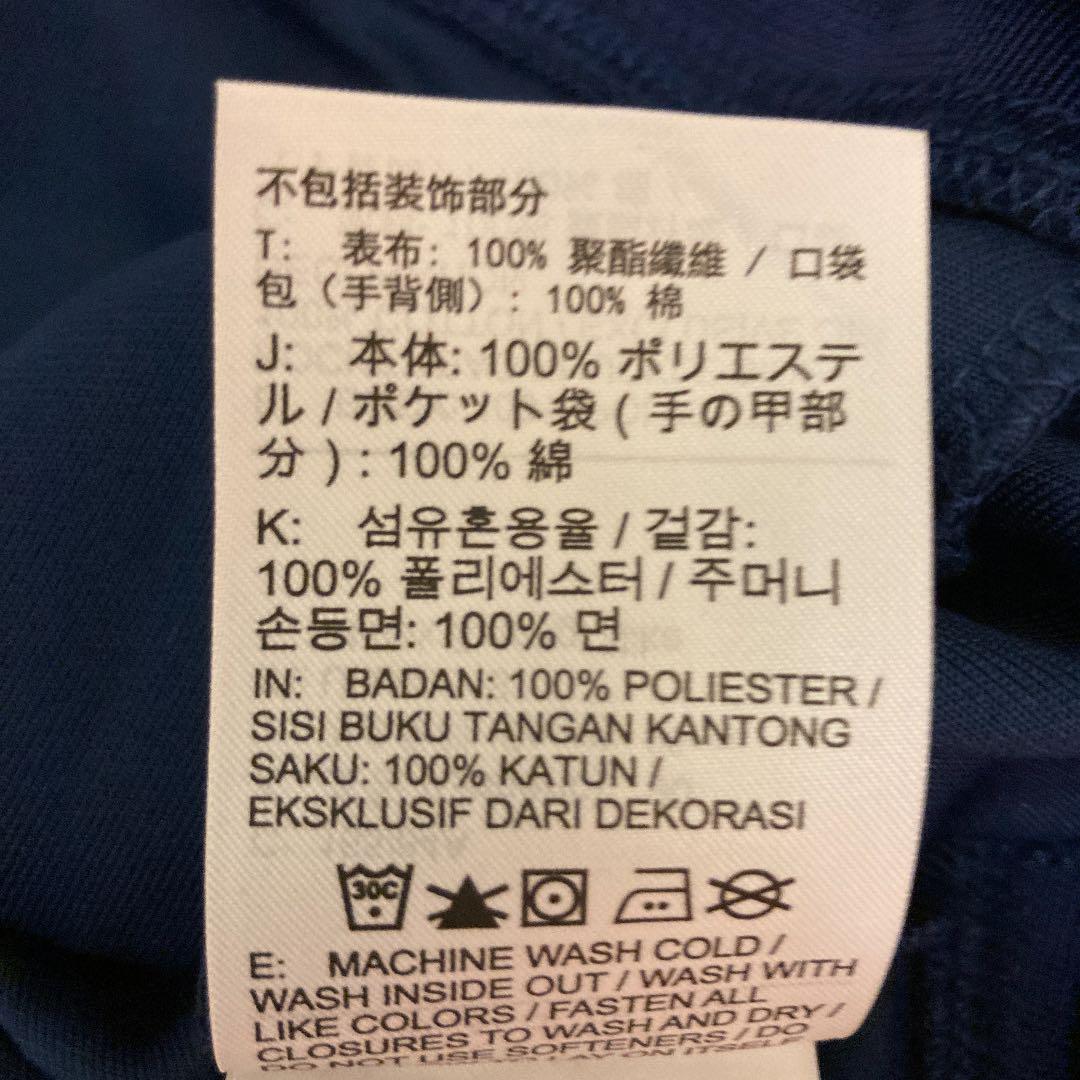 不包括装饰部分
T: 表布: 100% 聚酯纖維 / 口袋
包（手背側）: 100% 棉
J: 本体: 100% ポリエステ
ル / ポケット袋 ( 手の甲部
分 ) : 100% 綿
K: 섬유혼용율 / 겉감:
100% 폴리에스터 / 주머니
손등면: 100% 면
IN: BADAN: 100% POLIESTER /
SISI BUKU TANGAN KANTONG
SAKU: 100% KATUN /
EKSKLUSIF DARI DEKORASI
30C
E: MACHINE WASH COLD /
WASH INSIDE OUT / WASH WITH
LIKE COLORS / FASTEN ALL
CLOSURES TO WASH AND DRY /
DO NOT USE SOFTENERS / DO